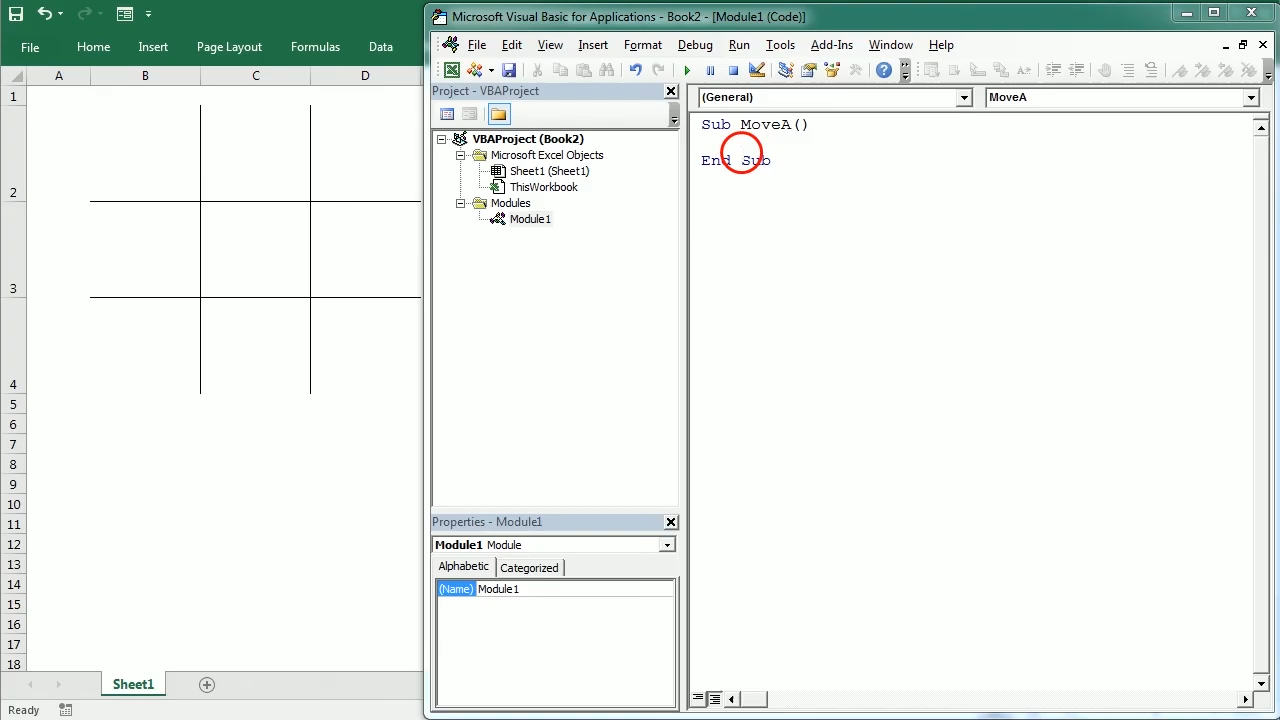 File Home Insert Page Layout Formulas Data
A B C D
1
2
3
4
5
6
7
8
9
10
11
12
13
14
15
16
17
18
Sheet1
Ready
Microsoft Visual Basic for Applications - Book2 - [Module1 (Code)]
File Edit View Insert Format Debug Run Tools Add-Ins Window Help
Project - VBAProject
VBAProject (Book2)
Microsoft Excel Objects
Sheet1 (Sheet1)
ThisWorkbook
Modules
Module1
Properties - Module1
Module1 Module
Alphabetic Categorized
(Name) Module1
(General) MoveA
Sub MoveA()
End Sub